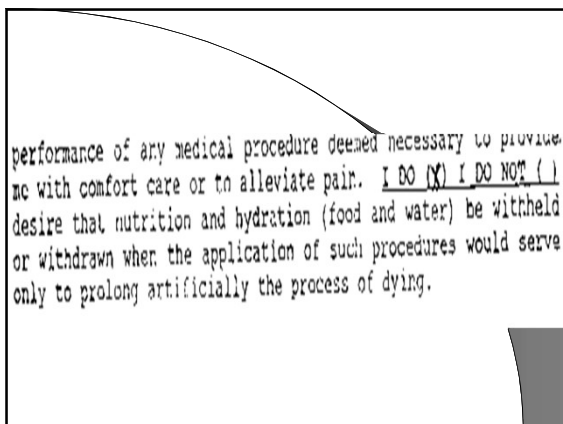 performance of any medical procedure deemed necessary to provide
me with comfort care or to alleviate pain. I DO (X) I DO NOT ( )
desire that nutrition and hydration (food and water) be withheld
or withdrawn when the application of such procedures would serve
only to prolong artificially the process of dying.